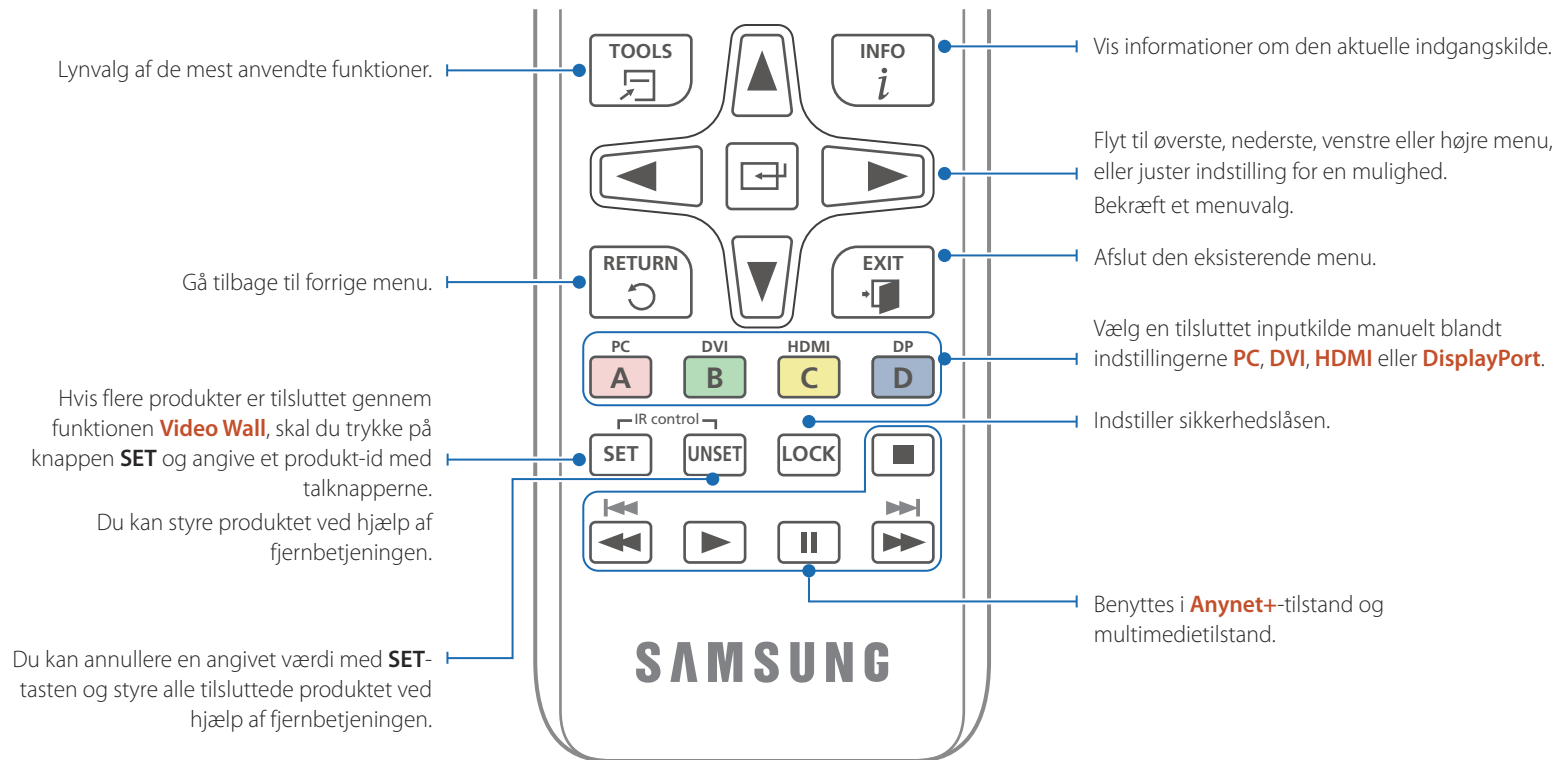 Lynvalg af de mest anvendte funktioner.
Gå tilbage til forrige menu.
Hvis flere produkter er tilsluttet gennem
funktionen Video Wall, skal du trykke på
knappen SET og angive et produkt-id med
talknapperne.
Du kan styre produktet ved hjælp af
fjernbetjeningen.
Du kan annullere en angivet værdi med SET-
tasten og styre alle tilsluttede produktet ved
hjælp af fjernbetjeningen.
TOOLS
INFO
i
RETURN
EXIT
PC DVI HDMI DP
A B C D
IR control
SET UNSET LOCK
SAMSUNG
Vis informationer om den aktuelle indgangskilde.
Flyt til øverste, nederste, venstre eller højre menu,
eller juster indstilling for en mulighed.
Bekræft et menuvalg.
Afslut den eksisterende menu.
Vælg en tilsluttet inputkilde manuelt blandt
indstillingerne PC, DVI, HDMI eller DisplayPort.
Indstiller sikkerhedslåsen.
Benyttes i Anynet+-tilstand og
multimedietilstand.